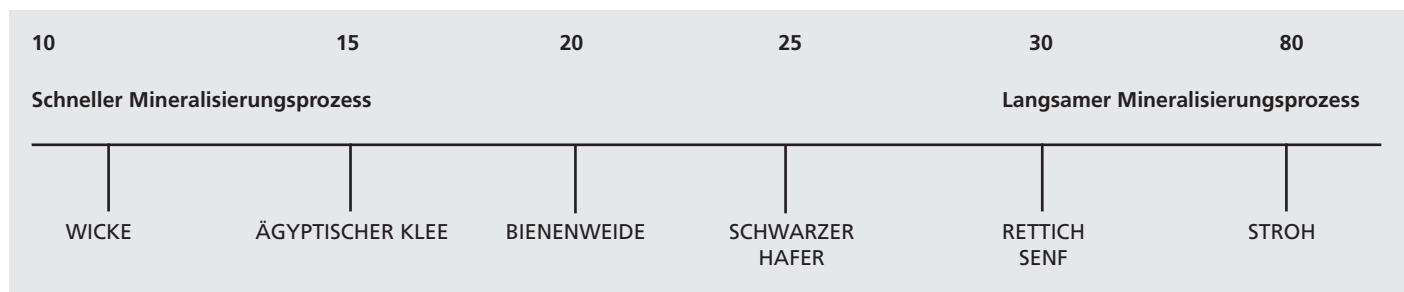 10 15 20 25 30 80
Schneller Mineralisierungsprozess Langsamer Mineralisierungsprozess
WICKE ÄGYPTISCHER KLEE BIENENWEIDE SCHWARZER RETTICH STROH
HAFER SENF